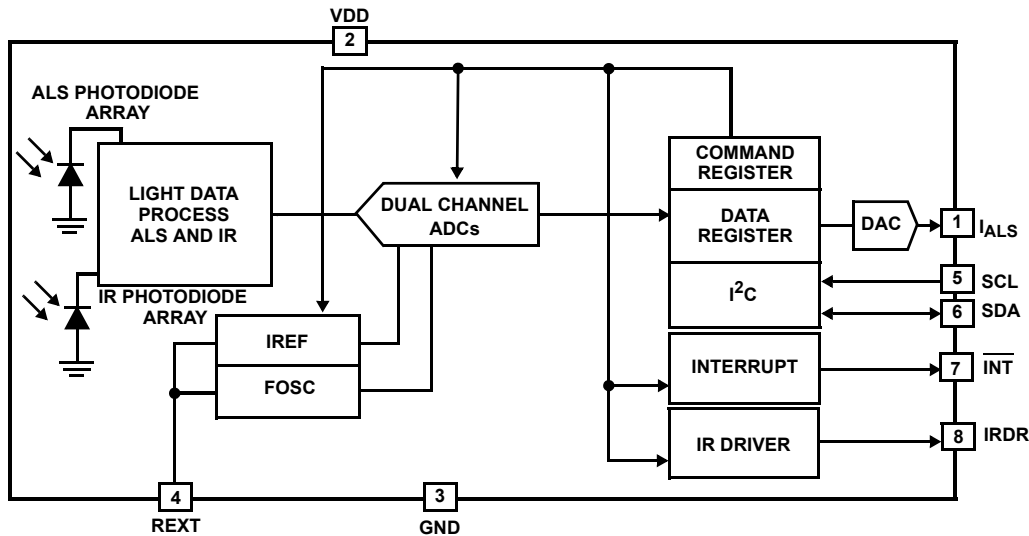 VDD
2
ALS PHOTODIODE
ARRAY
LIGHT DATA
PROCESS
ALS AND IR
DUAL CHANNEL
ADCs
COMMAND
REGISTER
DATA
REGISTER
I²C
DAC
1
I_ALS
5
SCL
6
SDA
IR PHOTODIODE
ARRAY
IREF
FOSC
INTERRUPT
7
I̅N̅T̅
IR DRIVER
8
IRDR
4
REXT
3
GND